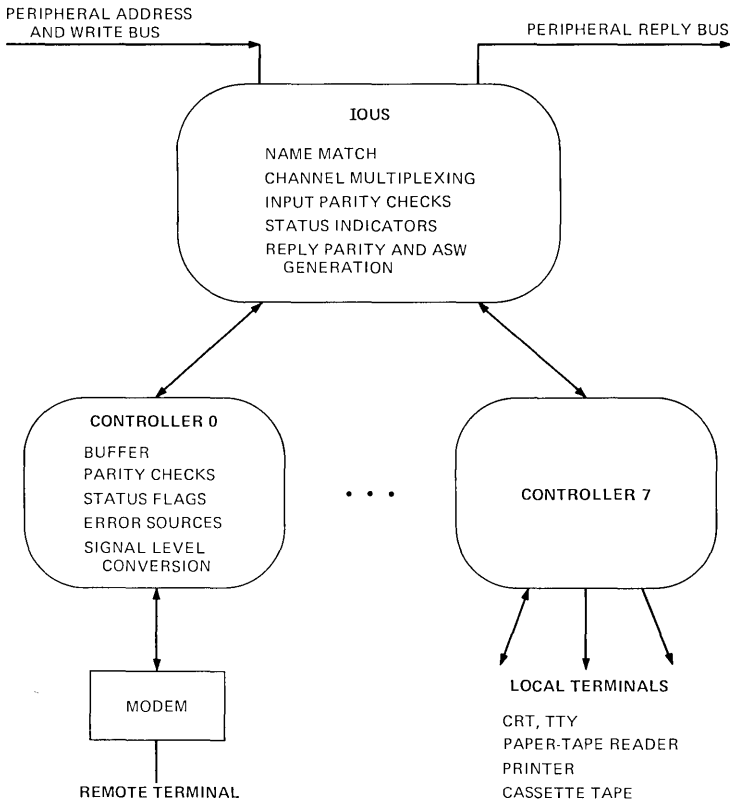 PERIPHERAL ADDRESS
AND WRITE BUS
PERIPHERAL REPLY BUS
IOUS
NAME MATCH
CHANNEL MULTIPLEXING
INPUT PARITY CHECKS
STATUS INDICATORS
REPLY PARITY AND ASW
GENERATION
CONTROLLER 0
BUFFER
PARITY CHECKS
STATUS FLAGS
ERROR SOURCES
SIGNAL LEVEL
CONVERSION
• • •
CONTROLLER 7
MODEM
REMOTE TERMINAL
LOCAL TERMINALS
CRT, TTY
PAPER-TAPE READER
PRINTER
CASSETTE TAPE